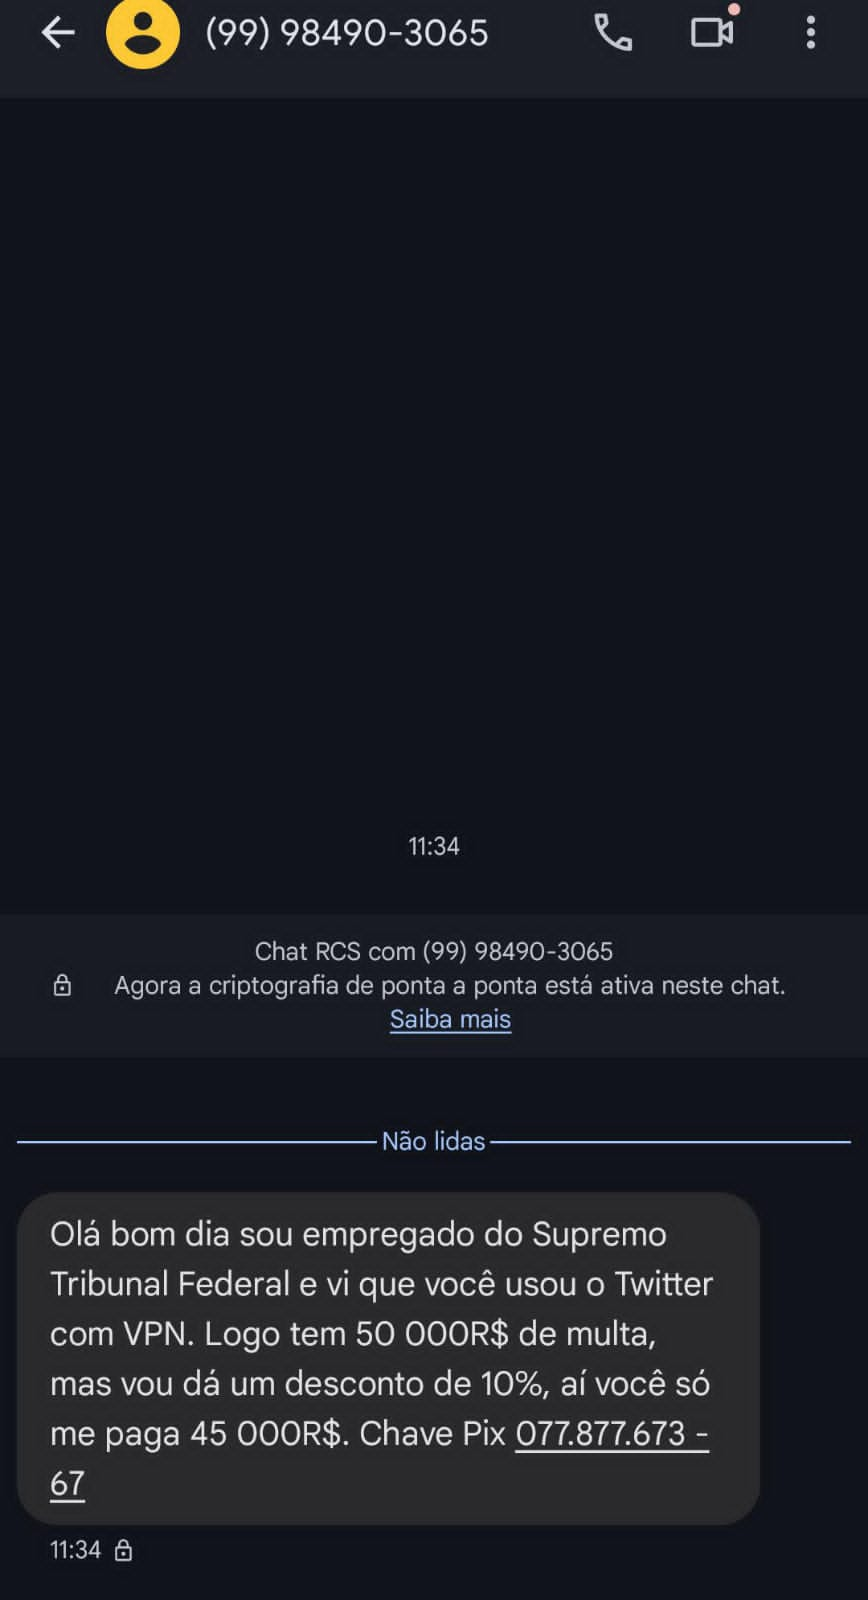 (99) 98490-3065
11:34
Chat RCS com (99) 98490-3065
Agora a criptografia de ponta a ponta está ativa neste chat.
Saiba mais
Não lidas
Olá bom dia sou empregado do Supremo
Tribunal Federal e vi que você usou o Twitter
com VPN. Logo tem 50 000R$ de multa,
mas vou dá um desconto de 10%, aí você só
me paga 45 000R$. Chave Pix 077.877.673 -
67
11:34